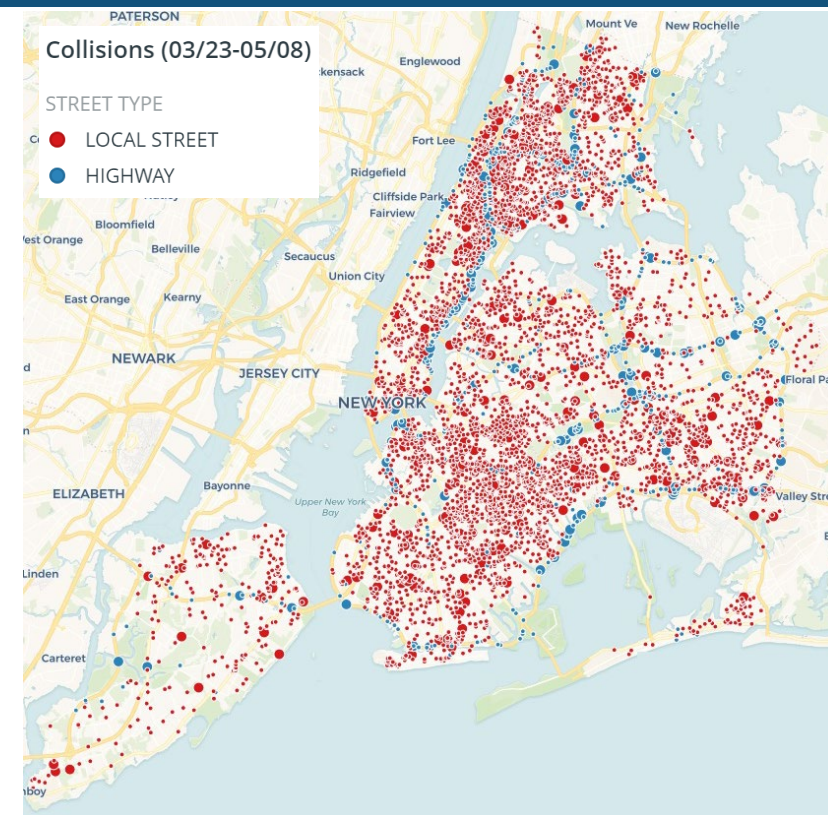 PATERSON
Mount Ve
New Rochelle
Collisions (03/23-05/08)
Englewood
ckensack
STREET TYPE
LOCAL STREET
Fort Lee
HIGHWAY
Ridgefield
Cliffside Park
Fairview
Bloomfield
est Orange
Belleville
Secaucus
Union City
East Orange
Kearny
NEWARK
JERSEY CITY
Floral Pa
NEW YORK
ELIZABETH
Bayonne
Upper New York
Bay
Valley Stre
Linden
Carteret
nboy